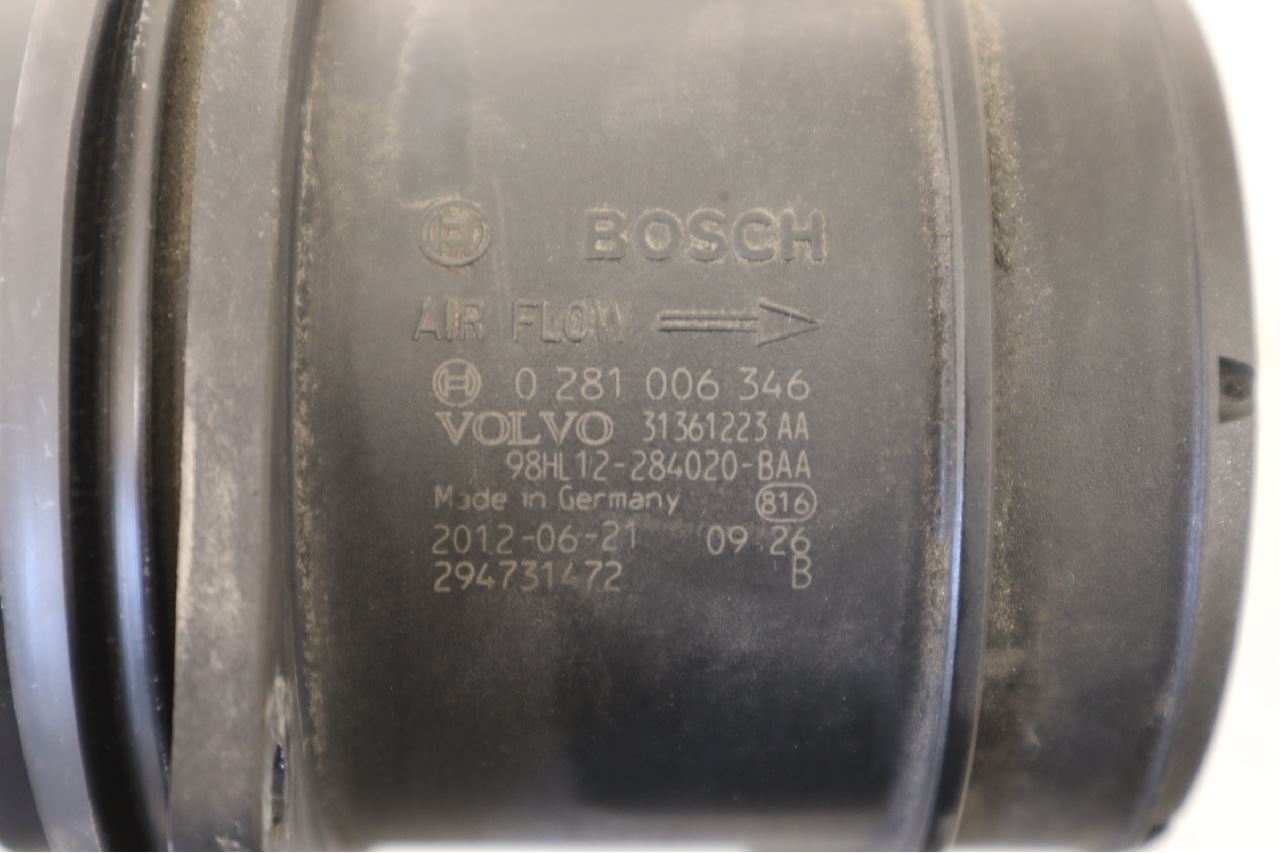 BOSCH
AIR FLOW
0 281 006 346
VOLVO 31361223 AA
98HL12-284020-BAA
Made in Germany 816
2012-06-21 09 26
294731472 B